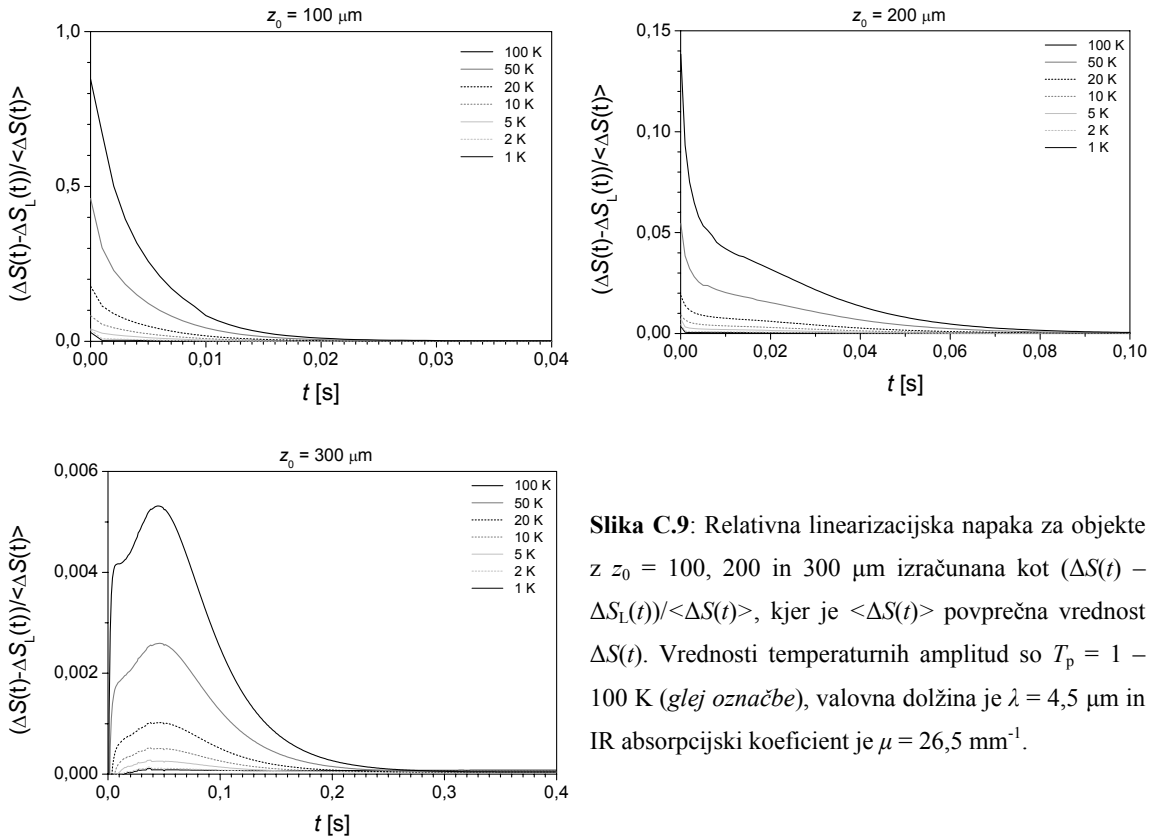 z0 = 100 μm
(ΔS(t)-ΔSL(t))/<ΔS(t)>
1,0
0,5
0,0
100 K
50 K
20 K
10 K
5 K
2 K
1 K
0,00 0,01 0,02 0,03 0,04
t [s]
z0 = 200 μm
(ΔS(t)-ΔSL(t))/<ΔS(t)>
0,15
0,10
0,05
0,00
100 K
50 K
20 K
10 K
5 K
2 K
1 K
0,00 0,02 0,04 0,06 0,08 0,10
t [s]
z0 = 300 μm
(ΔS(t)-ΔSL(t))/<ΔS(t)>
0,006
0,004
0,002
0,000
100 K
50 K
20 K
10 K
5 K
2 K
1 K
0,0 0,1 0,2 0,3 0,4
t [s]
Slika C.9: Relativna linearizacijska napaka za objekte
z z0 = 100, 200 in 300 μm izračunana kot (ΔS(t) –
ΔSL(t))/<ΔS(t)>, kjer je <ΔS(t)> povprečna vrednost
ΔS(t). Vrednosti temperaturnih amplitud so Tp = 1 –
100 K (glej označbe), valovna dolžina je λ = 4,5 μm in
IR absorpcijski koeficient je μ = 26,5 mm-1.